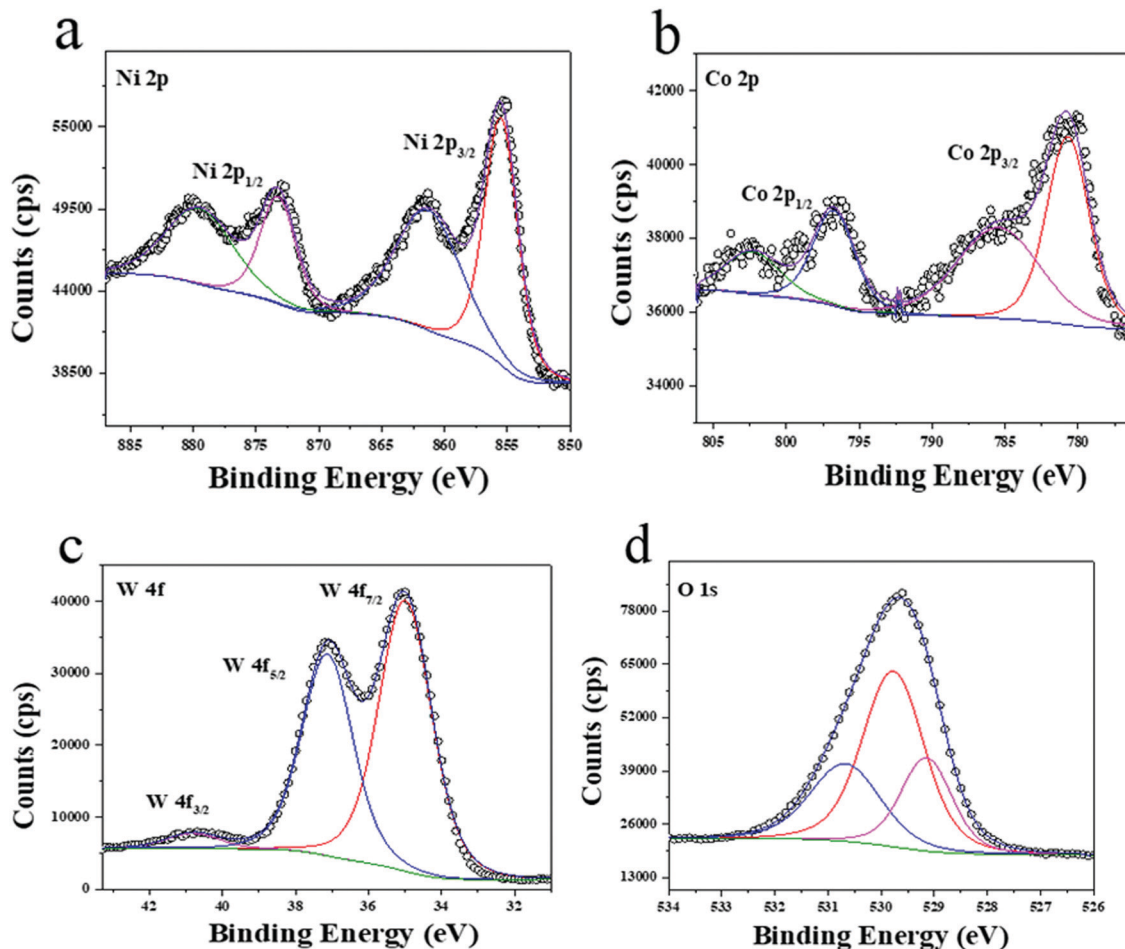 a
Ni 2p
Ni 2p1/2
Ni 2p3/2
55000
49500
44000
38500
885 880 875 870 865 860 855 850
Counts (cps)
Binding Energy (eV)
b
Co 2p
Co 2p1/2
Co 2p3/2
42000
40000
38000
36000
34000
805 800 795 790 785 780
Counts (cps)
Binding Energy (eV)
c
W 4f
W 4f7/2
W 4f5/2
W 4f3/2
40000
30000
20000
10000
0
42 40 38 36 34 32
Counts (cps)
Binding Energy (eV)
d
O 1s
78000
65000
52000
39000
26000
13000
534 533 532 531 530 529 528 527 526
Counts (cps)
Binding Energy (eV)